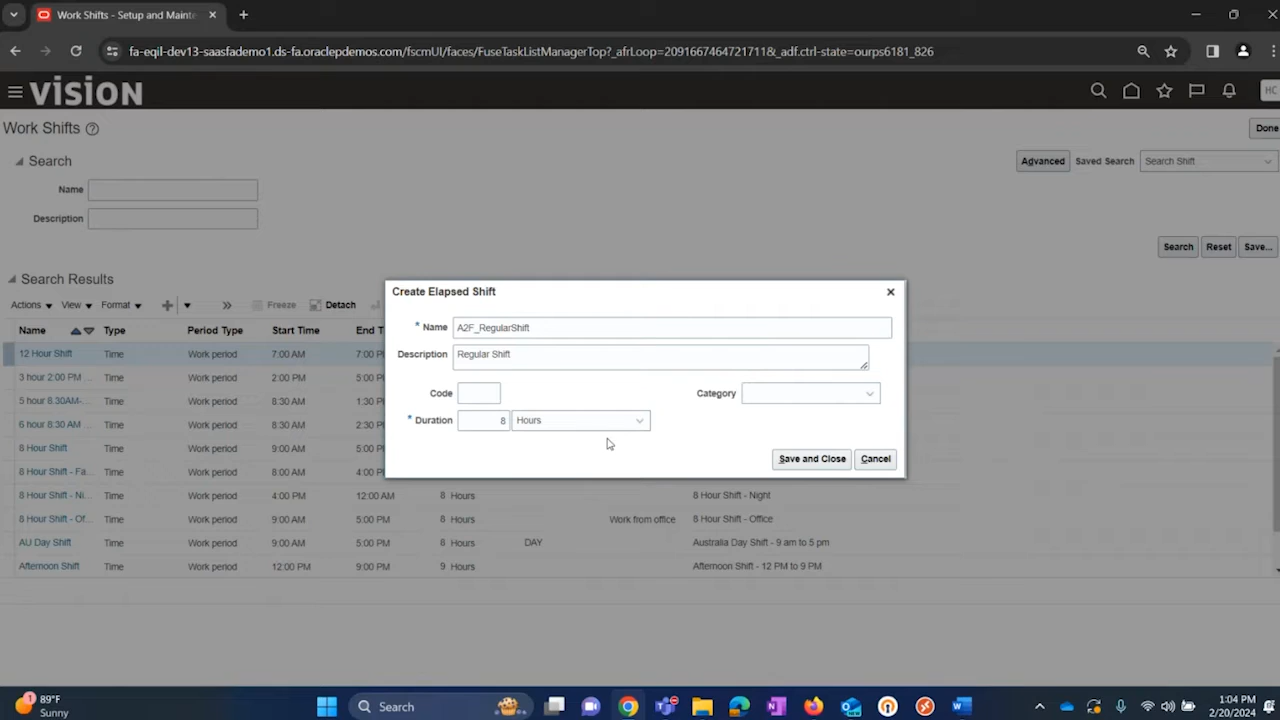 Work Shifts - Setup and Mainte
fa-eqil-dev13-saasfademo1.ds-fa.oraclepdemos.com/fscmUI/faces/FuseTaskListManagerTop?_afrLoop=2091667464721711&_adf.ctrl-state=ourps6181_826
VISION
HC
Work Shifts
Done
Search
Advanced Saved Search Search Shift
Name
Description
Search Reset Save...
Search Results
Actions View Format Freeze Detach
Name Type Period Type Start Time End T
12 Hour Shift Time Work period 7:00 AM 7:00 P
3 hour 2:00 PM ... Time Work period 2:00 PM 5:00 P
5 hour 8.30AM-... Time Work period 8:30 AM 1:30 P
6 hour 8:30 AM ... Time Work period 8:30 AM 2:30 P
8 Hour Shift Time Work period 9:00 AM 5:00 P
8 Hour Shift - Fa... Time Work period 8:00 AM 4:00 P
8 Hour Shift - Ni... Time Work period 4:00 PM 12:00 AM 8 Hours 8 Hour Shift - Night
8 Hour Shift - Of... Time Work period 9:00 AM 5:00 PM 8 Hours Work from office 8 Hour Shift - Office
AU Day Shift Time Work period 9:00 AM 5:00 PM 8 Hours DAY Australia Day Shift - 9 am to 5 pm
Afternoon Shift Time Work period 12:00 PM 9:00 PM 9 Hours Afternoon Shift - 12 PM to 9 PM
Create Elapsed Shift
* Name A2F_RegularShift
Description Regular Shift
Code Category
* Duration 8 Hours
Save and Close Cancel
1 89°F
Sunny
Search
1:04 PM
2/20/2024